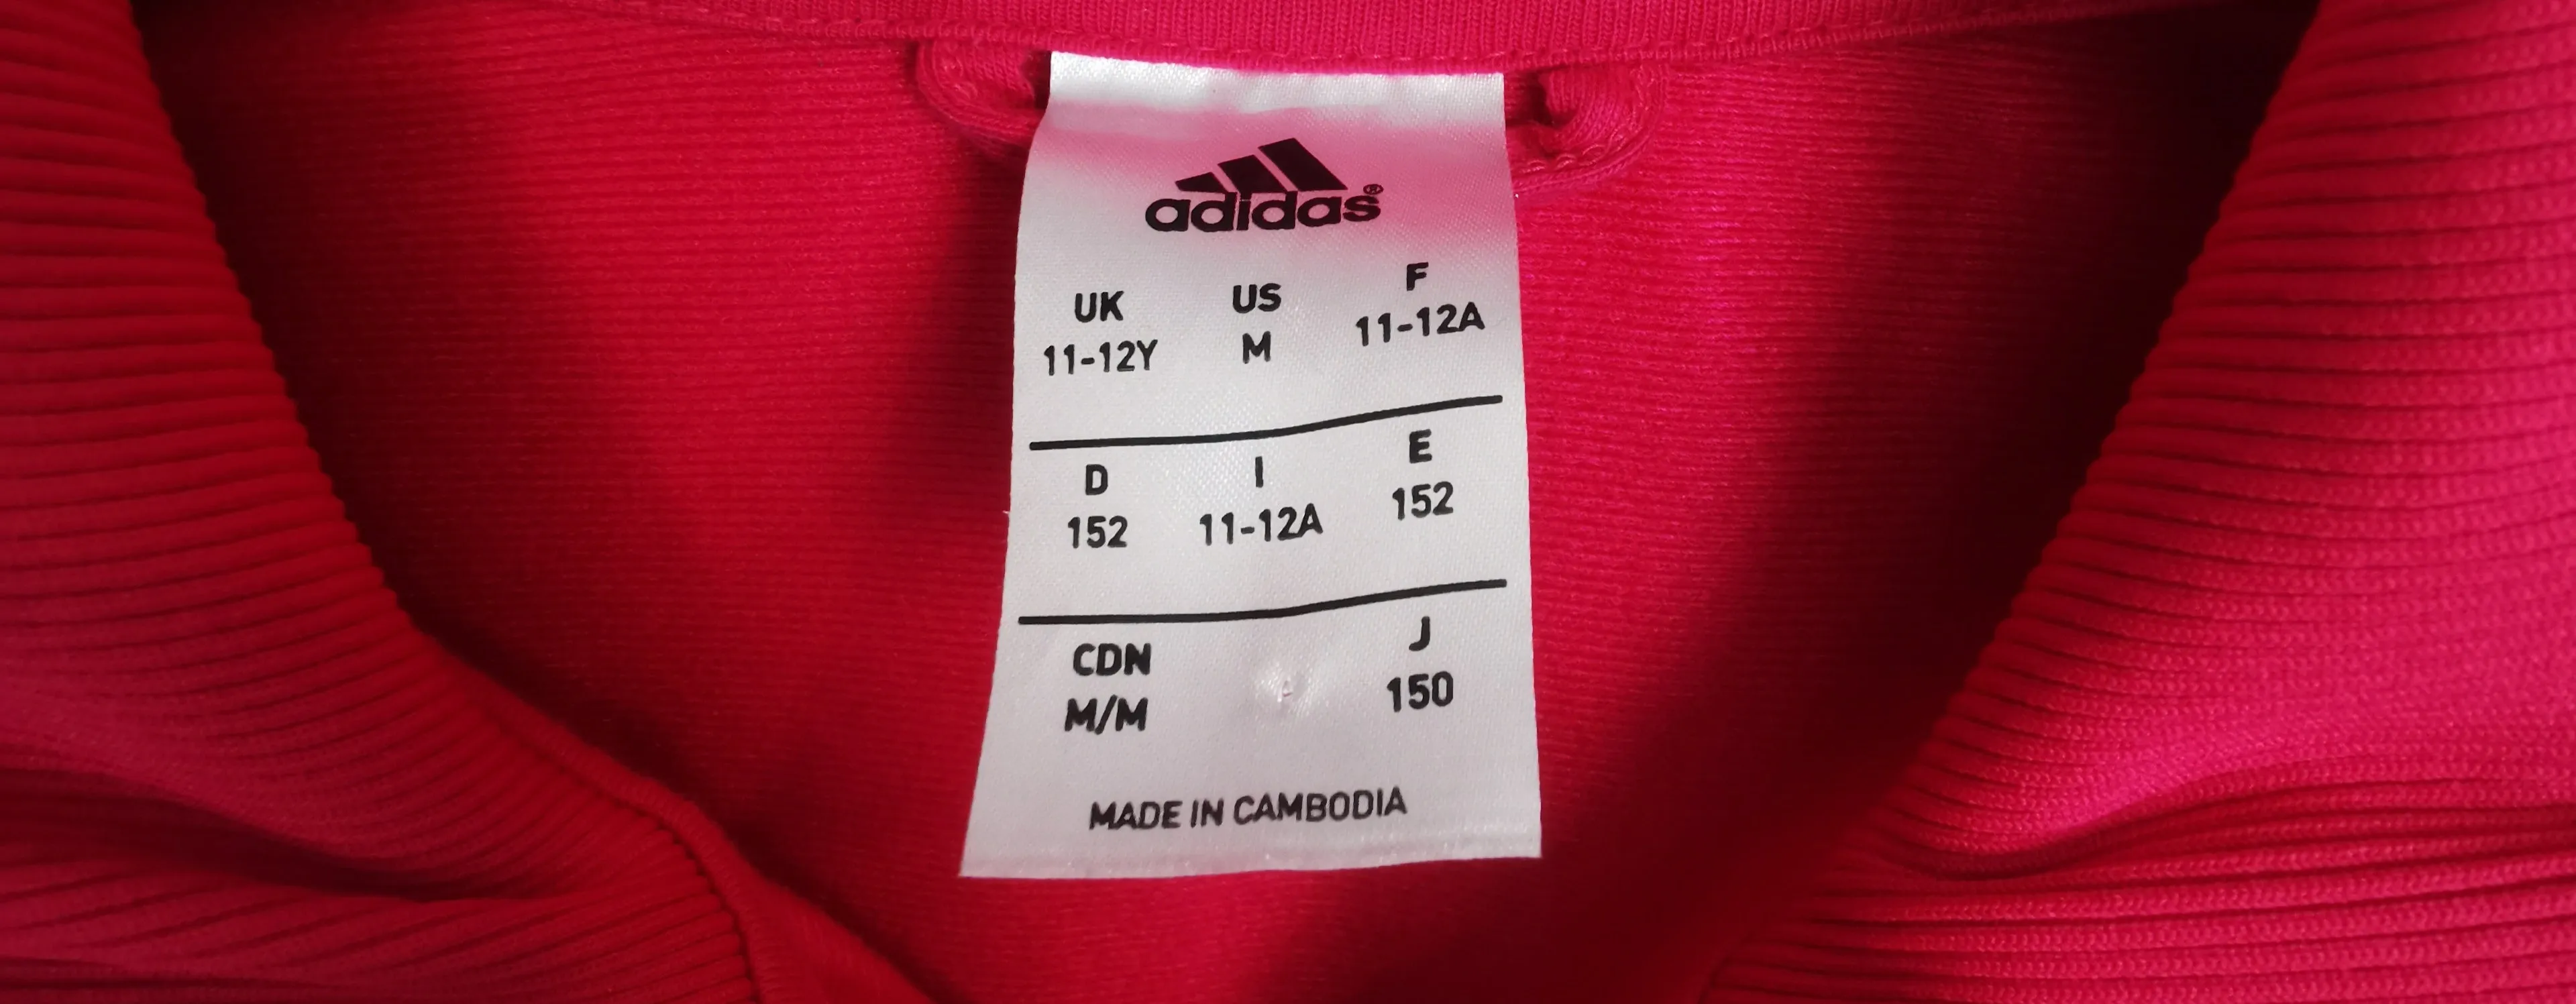 adidas®
UK US F
11-12Y M 11-12A
D I E
152 11-12A 152
CDN J
M/M 150
MADE IN CAMBODIA